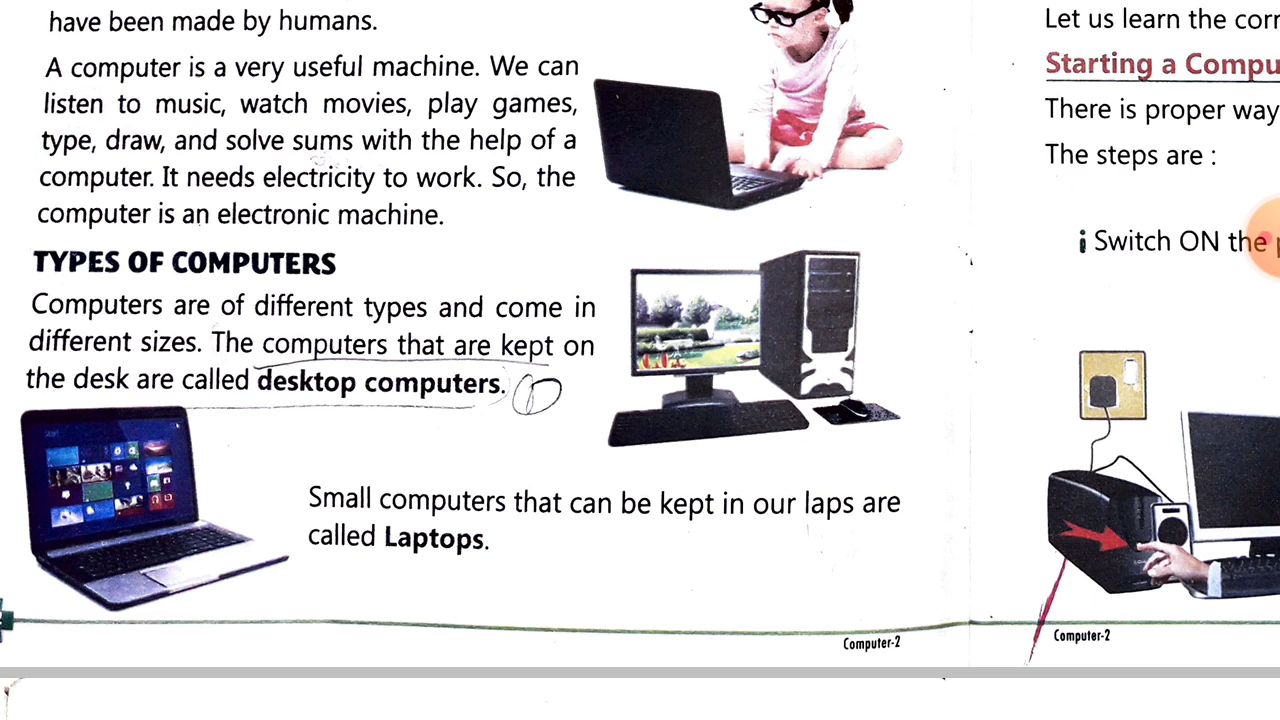 have been made by humans.
A computer is a very useful machine. We can
listen to music, watch movies, play games,
type, draw, and solve sums with the help of a
computer. It needs electricity to work. So, the
computer is an electronic machine.
TYPES OF COMPUTERS
Computers are of different types and come in
different sizes. The computers that are kept on
the desk are called desktop computers.
Small computers that can be kept in our laps are
called Laptops.
Computer-2
Let us learn the corr
Starting a Compu
There is proper way
The steps are :
i Switch ON the
Computer-2